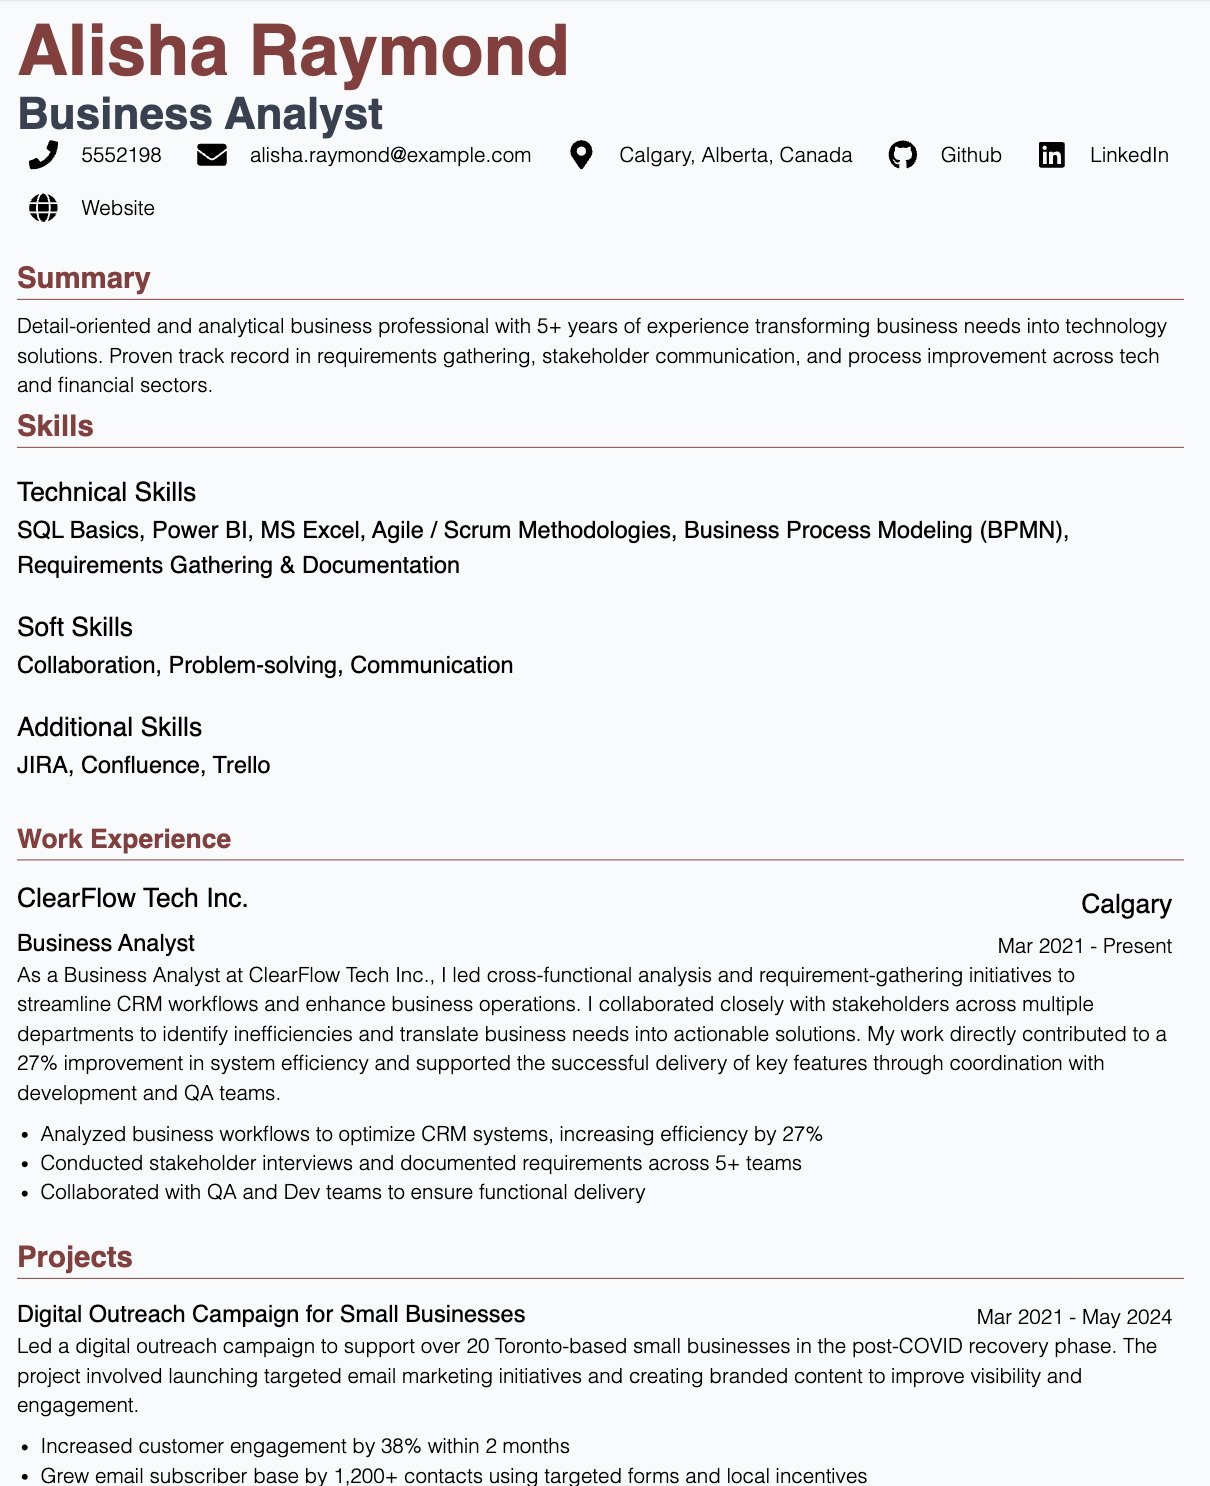 Alisha Raymond
Business Analyst
5552198 alisha.raymond@example.com Calgary, Alberta, Canada Github LinkedIn
Website
Summary
Detail-oriented and analytical business professional with 5+ years of experience transforming business needs into technology
solutions. Proven track record in requirements gathering, stakeholder communication, and process improvement across tech
and financial sectors.
Skills
Technical Skills
SQL Basics, Power BI, MS Excel, Agile / Scrum Methodologies, Business Process Modeling (BPMN),
Requirements Gathering & Documentation
Soft Skills
Collaboration, Problem-solving, Communication
Additional Skills
JIRA, Confluence, Trello
Work Experience
ClearFlow Tech Inc. Calgary
Business Analyst Mar 2021 - Present
As a Business Analyst at ClearFlow Tech Inc., I led cross-functional analysis and requirement-gathering initiatives to
streamline CRM workflows and enhance business operations. I collaborated closely with stakeholders across multiple
departments to identify inefficiencies and translate business needs into actionable solutions. My work directly contributed to a
27% improvement in system efficiency and supported the successful delivery of key features through coordination with
development and QA teams.
• Analyzed business workflows to optimize CRM systems, increasing efficiency by 27%
• Conducted stakeholder interviews and documented requirements across 5+ teams
• Collaborated with QA and Dev teams to ensure functional delivery
Projects
Digital Outreach Campaign for Small Businesses Mar 2021 - May 2024
Led a digital outreach campaign to support over 20 Toronto-based small businesses in the post-COVID recovery phase. The
project involved launching targeted email marketing initiatives and creating branded content to improve visibility and
engagement.
• Increased customer engagement by 38% within 2 months
• Grew email subscriber base by 1,200+ contacts using targeted forms and local incentives